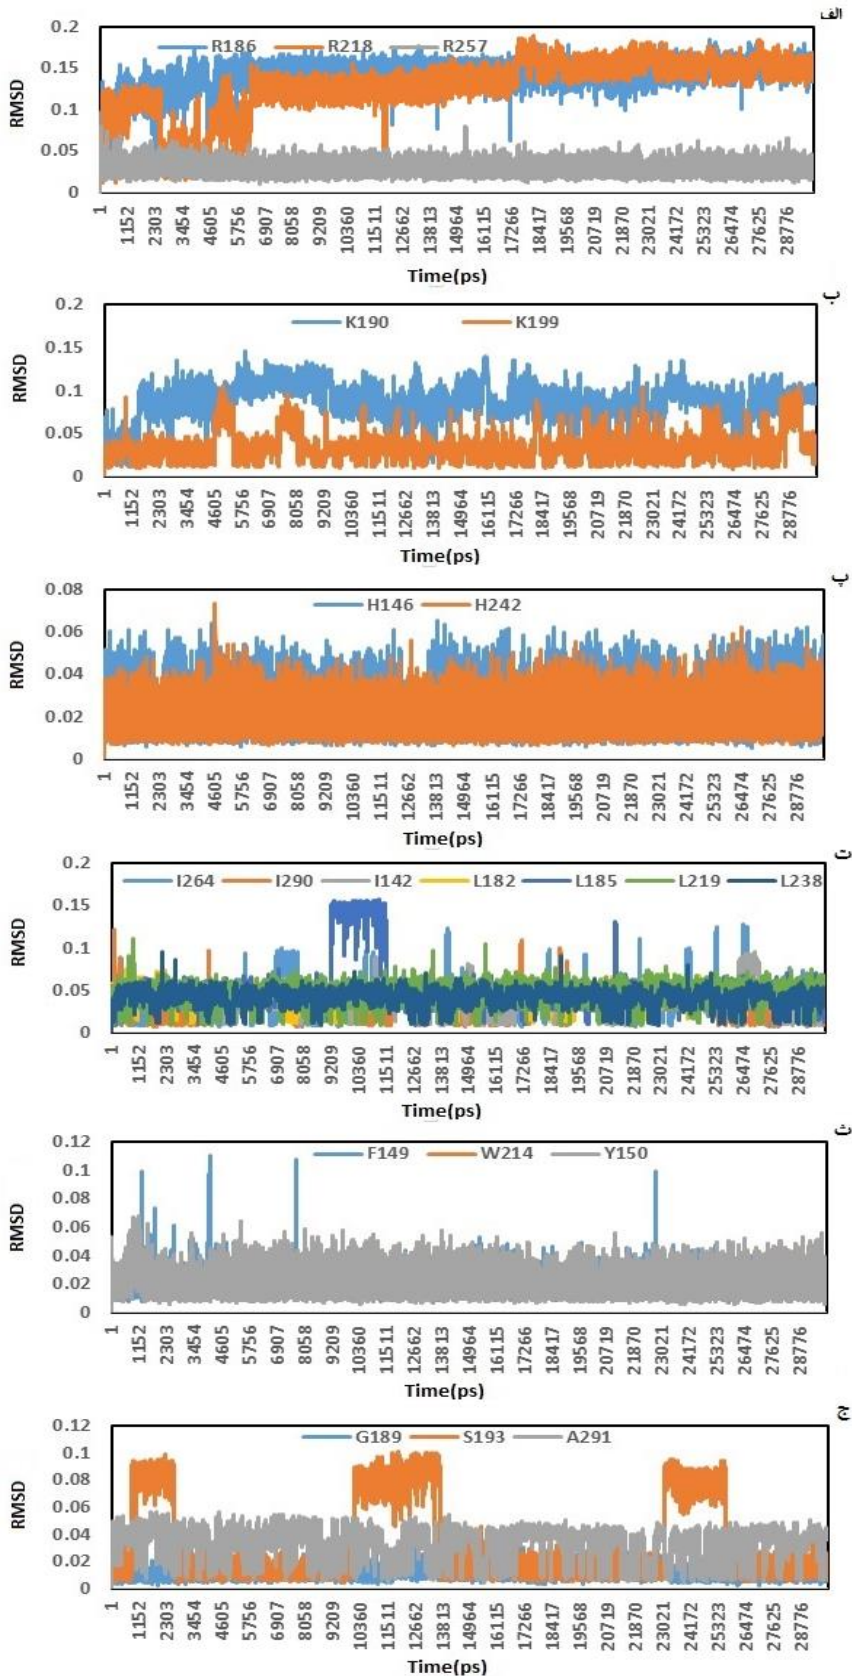 الف
R186 R218 R257
RMSD
0.2
0.15
0.1
0.05
0
1 1152 2303 3454 4605 5756 6907 8058 9209 10360 11511 12662 13813 14964 16115 17266 18417 19568 20719 21870 23021 24172 25323 26474 27625 28776
Time(ps)
ب
K190 K199
RMSD
0.2
0.15
0.1
0.05
0
1 1152 2303 3454 4605 5756 6907 8058 9209 10360 11511 12662 13813 14964 16115 17266 18417 19568 20719 21870 23021 24172 25323 26474 27625 28776
Time(ps)
پ
H146 H242
RMSD
0.08
0.06
0.04
0.02
0
1 1152 2303 3454 4605 5756 6907 8058 9209 10360 11511 12662 13813 14964 16115 17266 18417 19568 20719 21870 23021 24172 25323 26474 27625 28776
Time(ps)
ت
I264 I290 I142 L182 L185 L219 L238
RMSD
0.2
0.15
0.1
0.05
0
1 1152 2303 3454 4605 5756 6907 8058 9209 10360 11511 12662 13813 14964 16115 17266 18417 19568 20719 21870 23021 24172 25323 26474 27625 28776
Time(ps)
ث
F149 W214 Y150
RMSD
0.12
0.1
0.08
0.06
0.04
0.02
0
1 1152 2303 3454 4605 5756 6907 8058 9209 10360 11511 12662 13813 14964 16115 17266 18417 19568 20719 21870 23021 24172 25323 26474 27625 28776
Time(ps)
ج
G189 S193 A291
RMSD
0.12
0.1
0.08
0.06
0.04
0.02
0
1 1152 2303 3454 4605 5756 6907 8058 9209 10360 11511 12662 13813 14964 16115 17266 18417 19568 20719 21870 23021 24172 25323 26474 27625 28776
Time(ps)